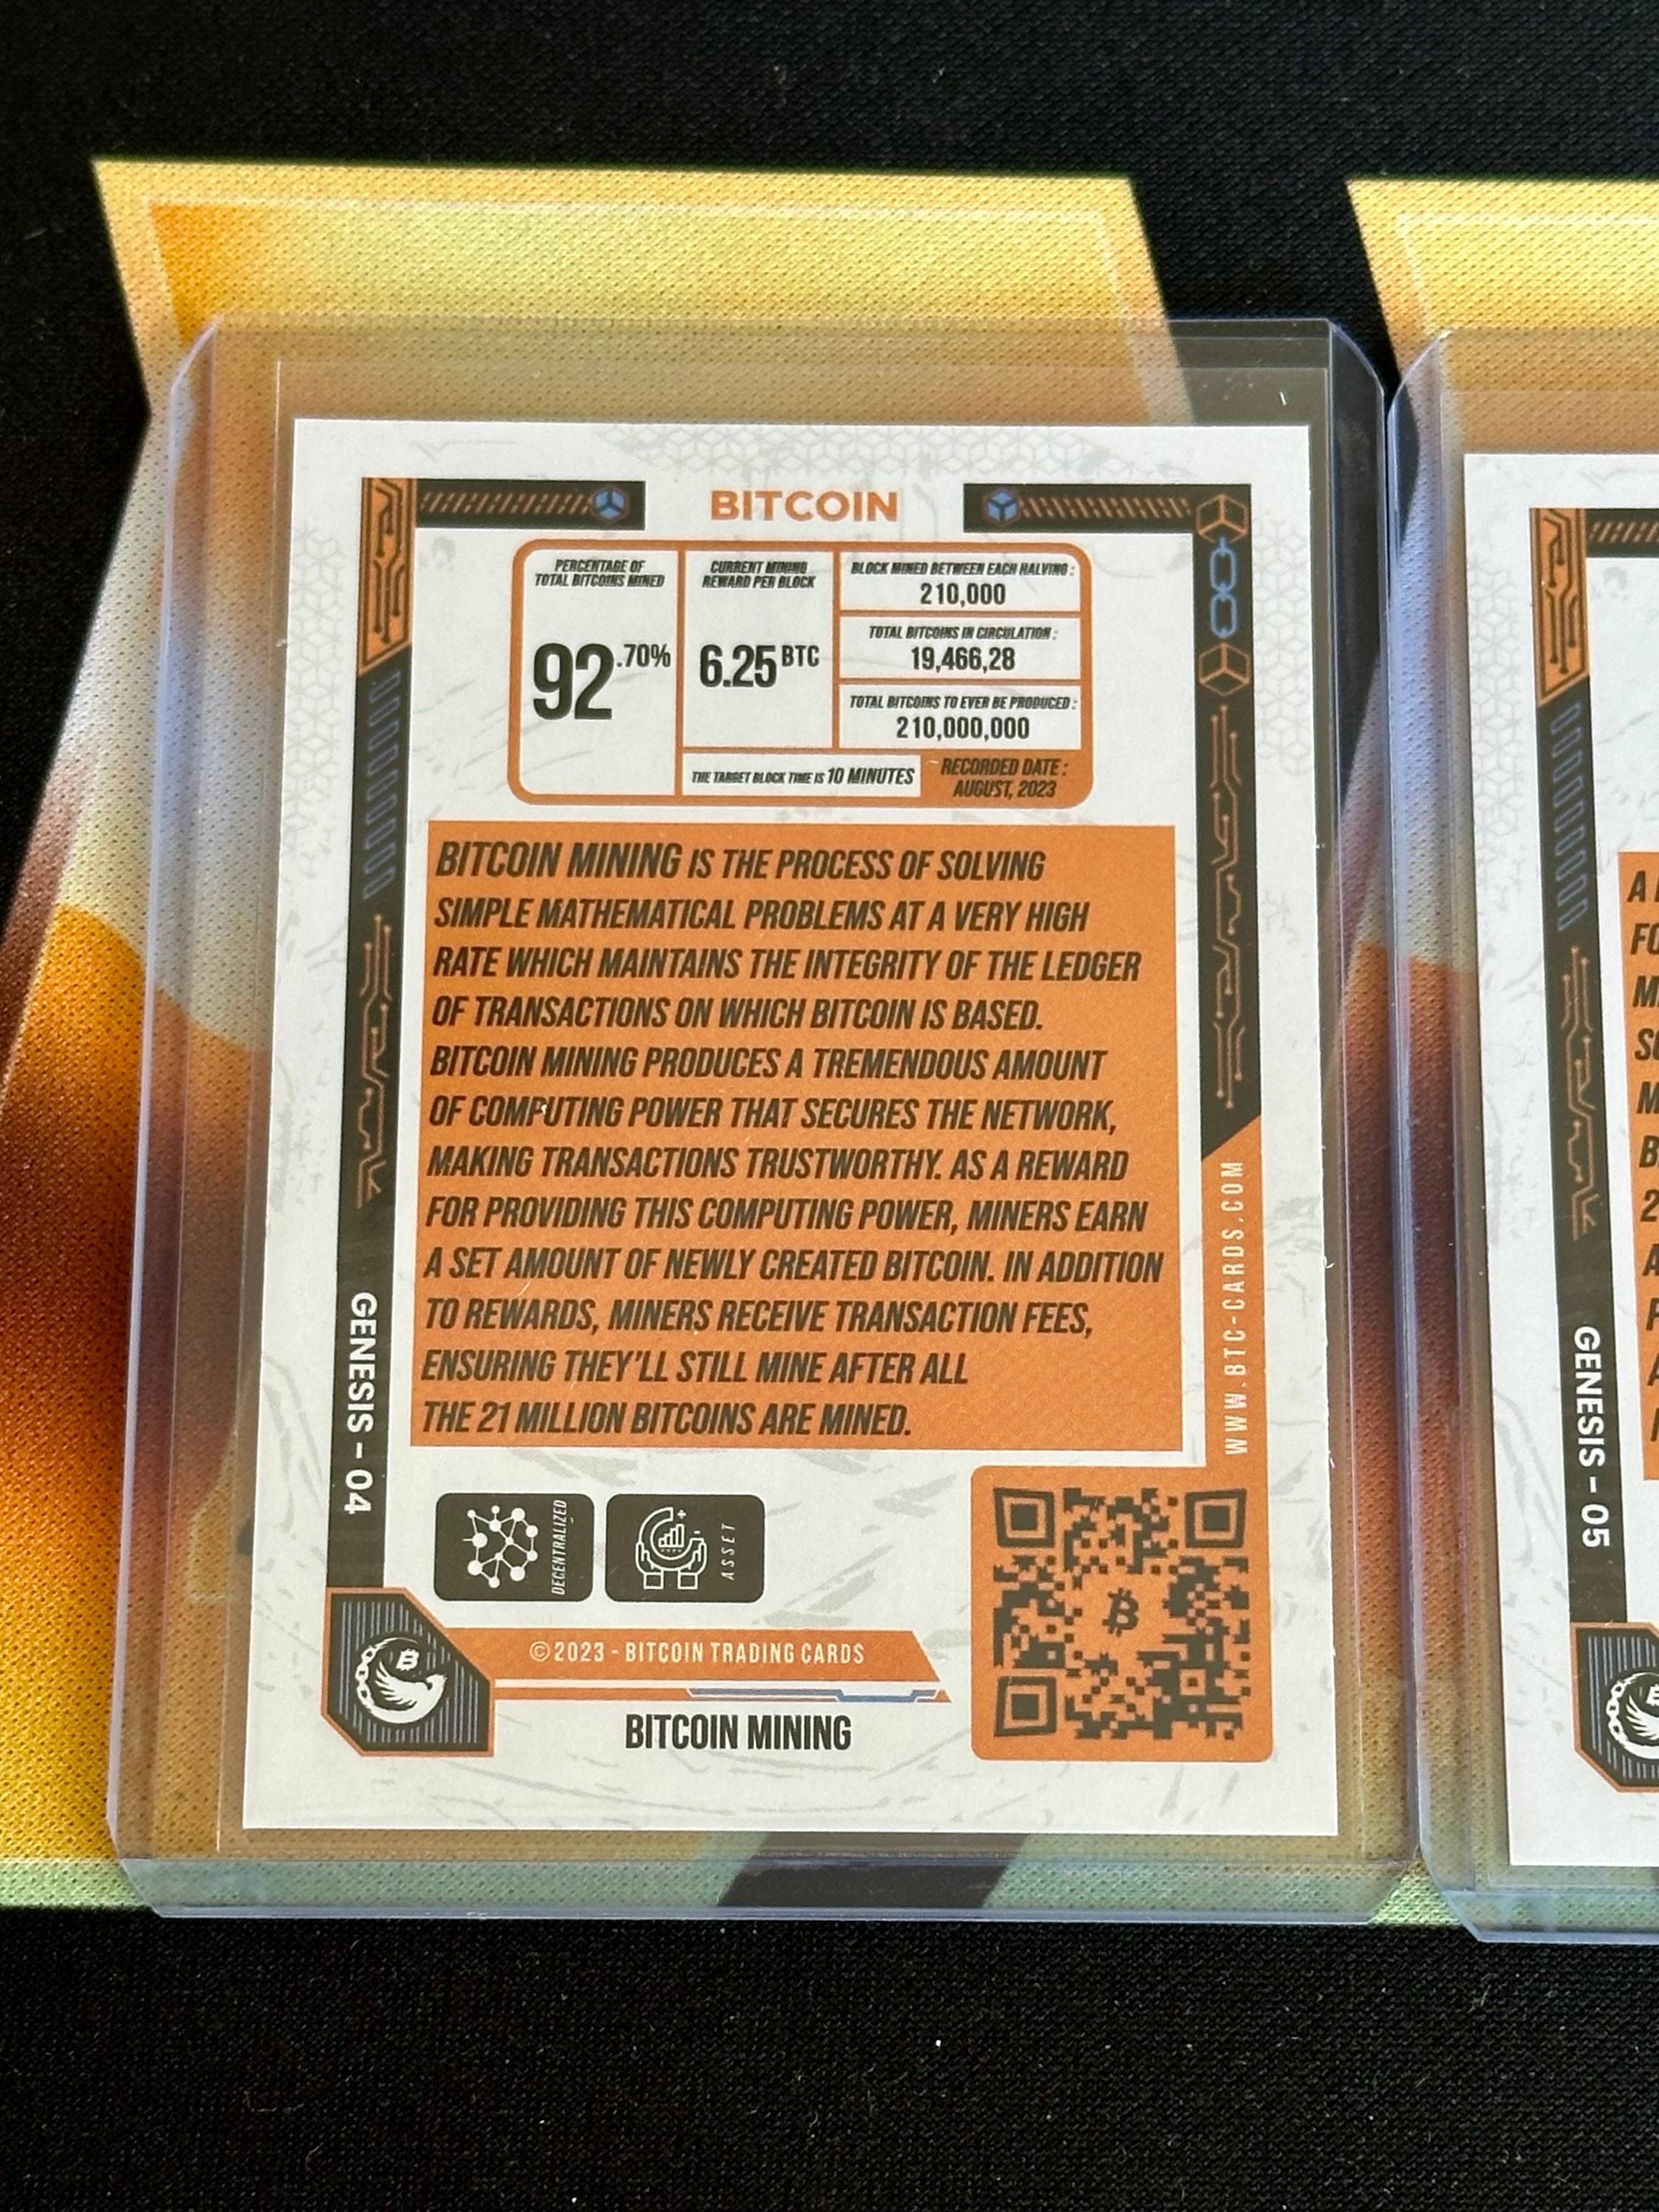 BITCOIN
PERCENTAGE OF
TOTAL BITCOINS MINED
92.70%
CURRENT MINING
REWARD PER BLOCK
6.25 BTC
BLOCK MINED BETWEEN EACH HALVING :
210,000
TOTAL BITCOINS IN CIRCULATION :
19,466,28
TOTAL BITCOINS TO EVER BE PRODUCED :
210,000,000
THE TARGET BLOCK TIME IS 10 MINUTES
RECORDED DATE :
AUGUST, 2023
BITCOIN MINING IS THE PROCESS OF SOLVING
SIMPLE MATHEMATICAL PROBLEMS AT A VERY HIGH
RATE WHICH MAINTAINS THE INTEGRITY OF THE LEDGER
OF TRANSACTIONS ON WHICH BITCOIN IS BASED.
BITCOIN MINING PRODUCES A TREMENDOUS AMOUNT
OF COMPUTING POWER THAT SECURES THE NETWORK,
MAKING TRANSACTIONS TRUSTWORTHY. AS A REWARD
FOR PROVIDING THIS COMPUTING POWER, MINERS EARN
A SET AMOUNT OF NEWLY CREATED BITCOIN. IN ADDITION
TO REWARDS, MINERS RECEIVE TRANSACTION FEES,
ENSURING THEY'LL STILL MINE AFTER ALL
THE 21 MILLION BITCOINS ARE MINED.
GENESIS - 04
WWW.BTC-CARDS.COM
DECENTRALIZED
ASSET
©2023 - BITCOIN TRADING CARDS
BITCOIN MINING
GENESIS - 05